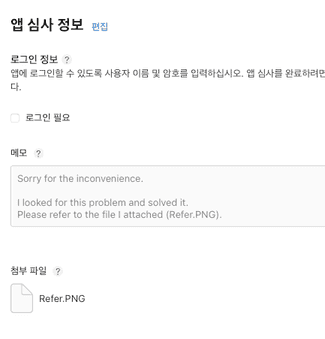 앱 심사 정보 편집
로그인 정보 ?
앱에 로그인할 수 있도록 사용자 이름 및 암호를 입력하십시오. 앱 심사를 완료하려면
다.
로그인 필요
메모 ?
Sorry for the inconvenience.
I looked for this problem and solved it.
Please refer to the file I attached (Refer.PNG).
첨부 파일 ?
Refer.PNG